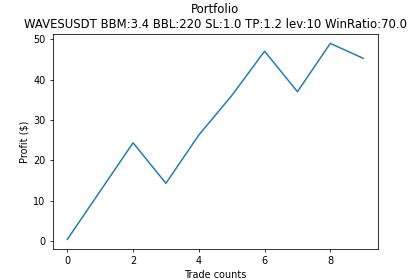 Portfolio
WAVESUSDT BBM:3.4 BBL:220 SL:1.0 TP:1.2 lev:10 WinRatio:70.0
50
40
30
20
10
0
Profit ($)
0 2 4 6 8
Trade counts